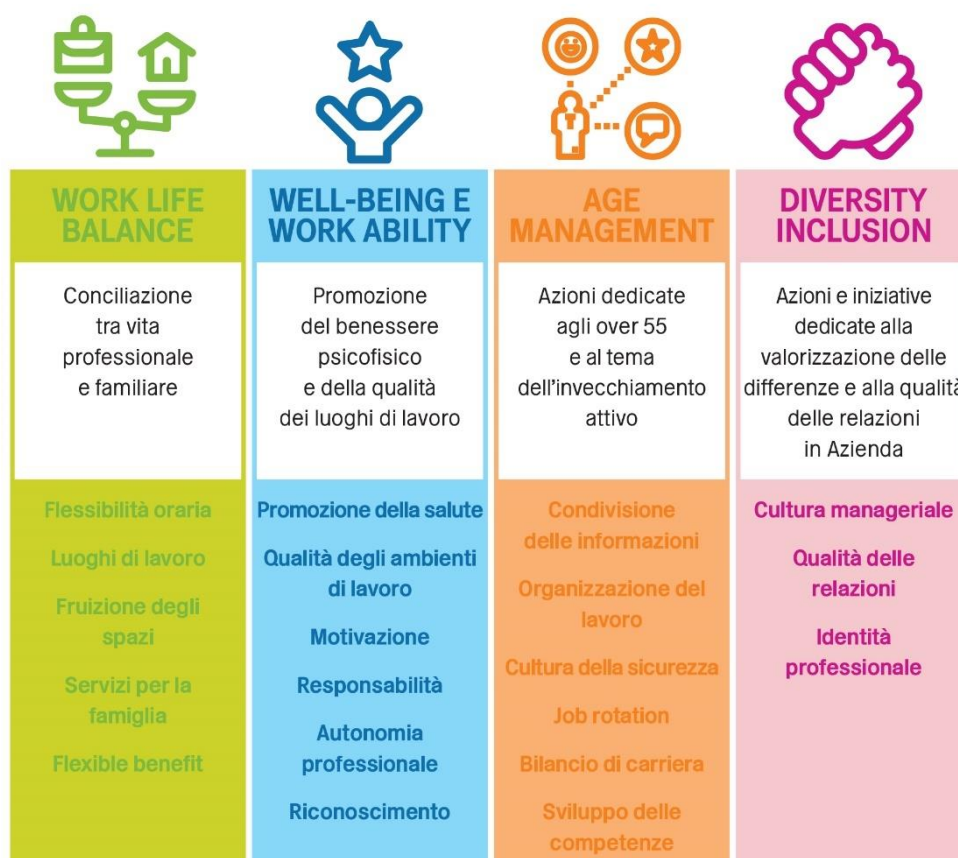 WORK LIFE
BALANCE
Conciliazione
tra vita
professionale
e familiare
Flessibilità oraria
Luoghi di lavoro
Fruizione degli
spazi
Servizi per la
famiglia
Flexible benefit
WELL-BEING E
WORK ABILITY
Promozione
del benessere
psicofisico
e della qualità
dei luoghi di lavoro
Promozione della salute
Qualità degli ambienti
di lavoro
Motivazione
Responsabilità
Autonomia
professionale
Riconoscimento
AGE
MANAGEMENT
Azioni dedicate
agli over 55
e al tema
dell'invecchiamento
attivo
Condivisione
delle informazioni
Organizzazione del
lavoro
Cultura della sicurezza
Job rotation
Bilancio di carriera
Sviluppo delle
competenze
DIVERSITY
INCLUSION
Azioni e iniziative
dedicate alla
valorizzazione delle
differenze e alla qualità
delle relazioni
in Azienda
Cultura manageriale
Qualità delle
relazioni
Identità
professionale